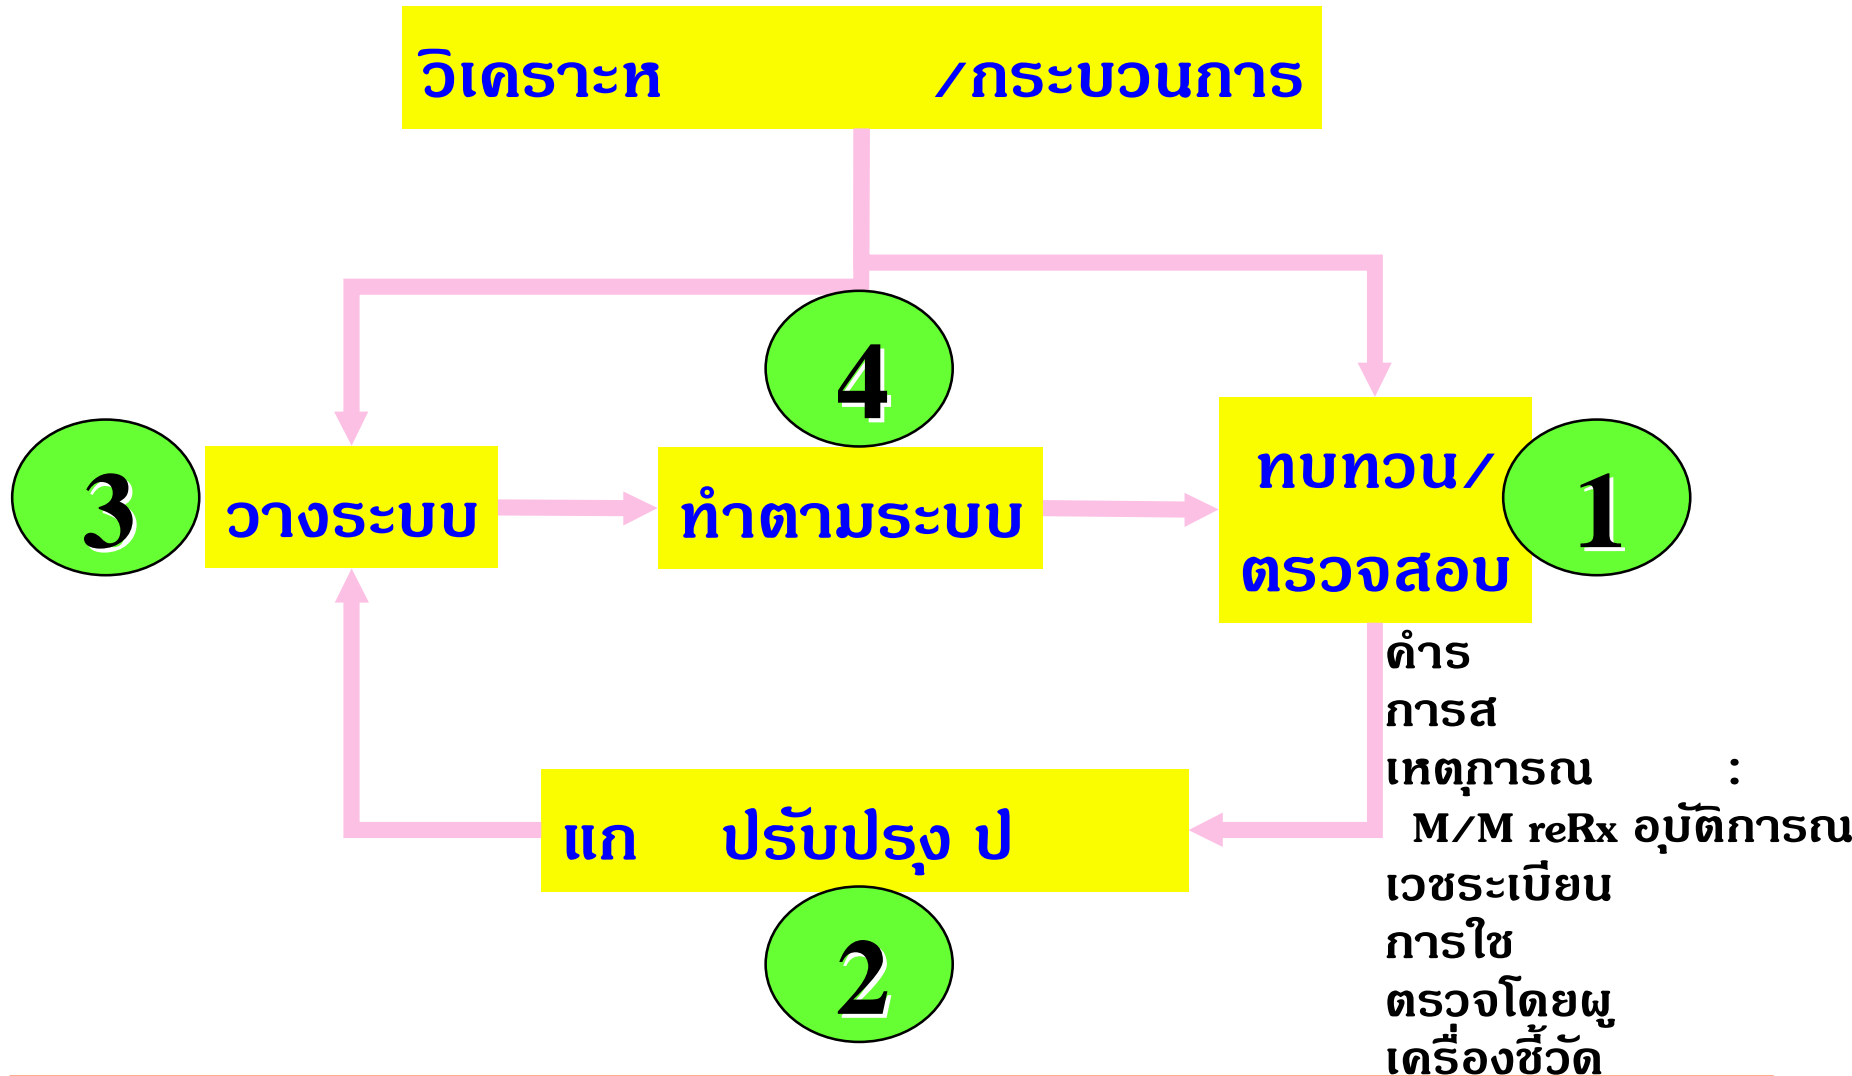 วิเคราะห /กระบวนการ
4
3
วางระบบ
ทำตามระบบ
ทบทวน/
ตรวจสอบ
1
คำร
การส
เหตุการณ :
M/M reRx อุบัติการณ
เวชระเบียน
การใช
ตรวจโดยผู
เครื่องชี้วัด
แก ปรับปรุง ป
2